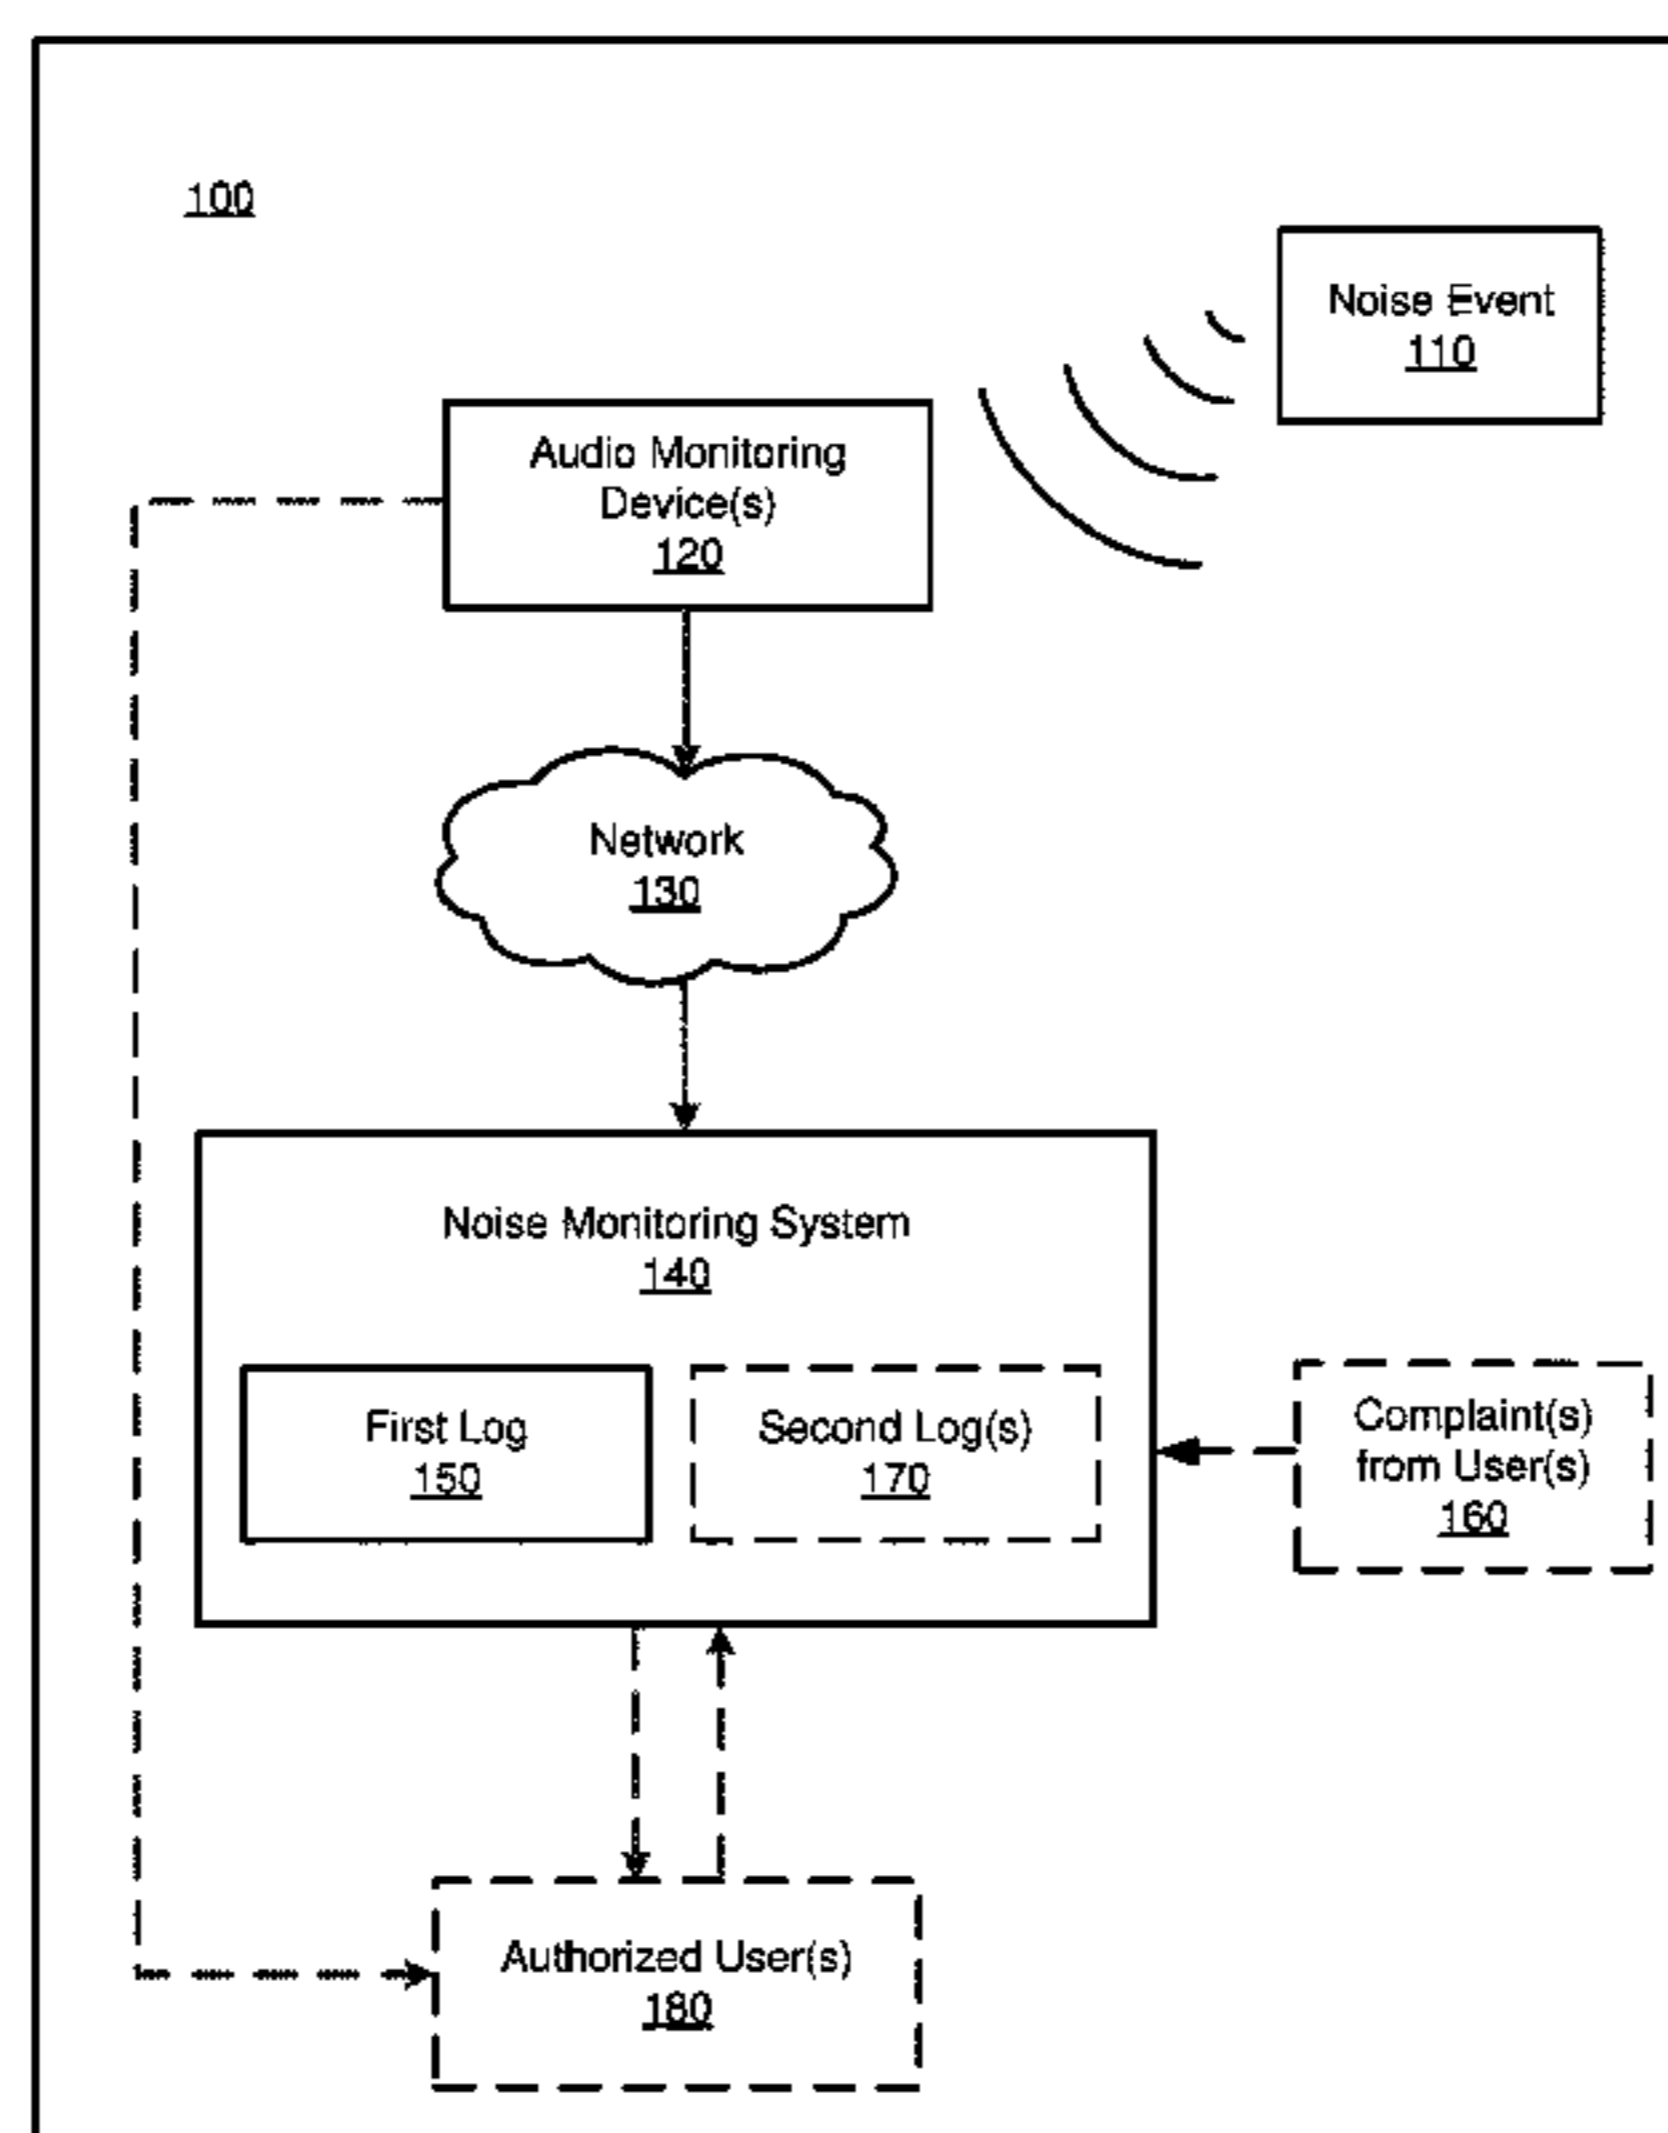 100
Noise Event
110
Audio Monitoring
Device(s)
120
Network
130
Noise Monitoring System
140
First Log
150
Second Log(s)
170
Complaint(s)
from User(s)
160
Authorized User(s)
180